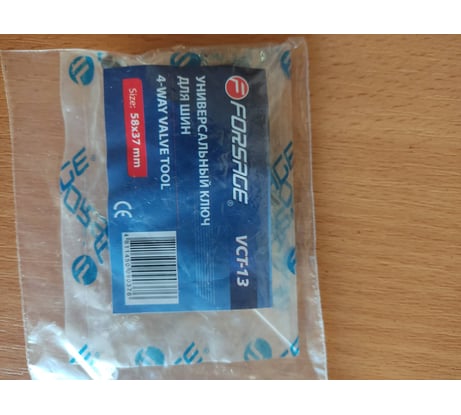 FORSAGE®
VCT-13
УНИВЕРСАЛЬНЫЙ КЛЮЧ
ДЛЯ ШИН
4-WAY VALVE TOOL
Size: 58x37 mm
CE